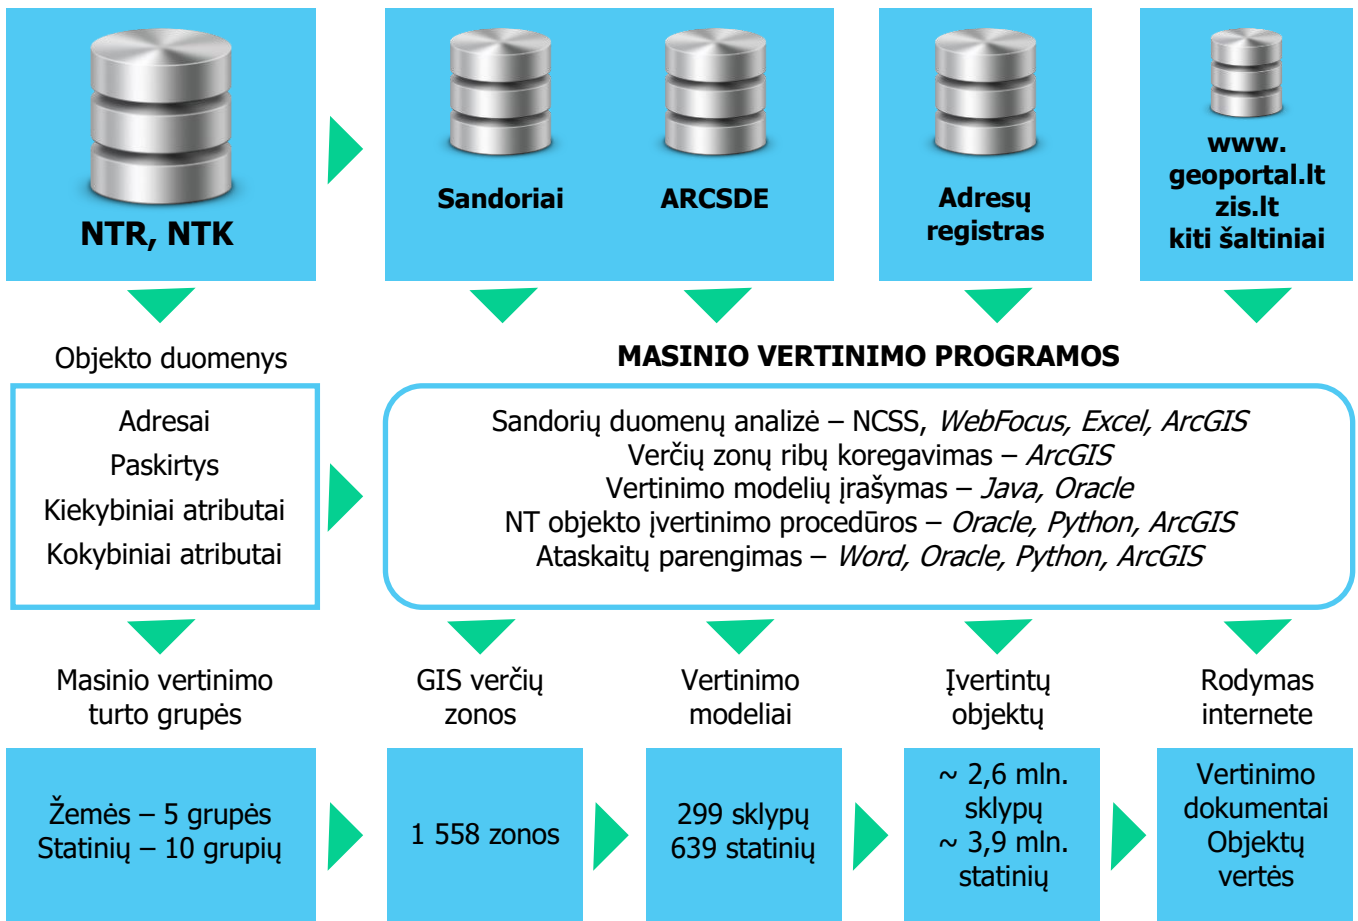 NTR, NTK
Sandoriai
ARCSDE
Adresų
registras
www.
geoportal.lt
zis.lt
kiti šaltiniai
Objekto duomenys
Adresai
Paskirtys
Kiekybiniai atributai
Kokybiniai atributai
MASINIO VERTINIMO PROGRAMOS
Sandorių duomenų analizė – NCSS, WebFocus, Excel, ArcGIS
Verčių zonų ribų koregavimas – ArcGIS
Vertinimo modelių įrašymas – Java, Oracle
NT objekto įvertinimo procedūros – Oracle, Python, ArcGIS
Ataskaitų parengimas – Word, Oracle, Python, ArcGIS
Masinio vertinimo
turto grupės
Žemės – 5 grupės
Statinių – 10 grupių
GIS verčių
zonos
1 558 zonos
Vertinimo
modeliai
299 sklypų
639 statinių
Įvertintų
objektų
~ 2,6 mln.
sklypų
~ 3,9 mln.
statinių
Rodymas
internete
Vertinimo
dokumentai
Objektų
vertės